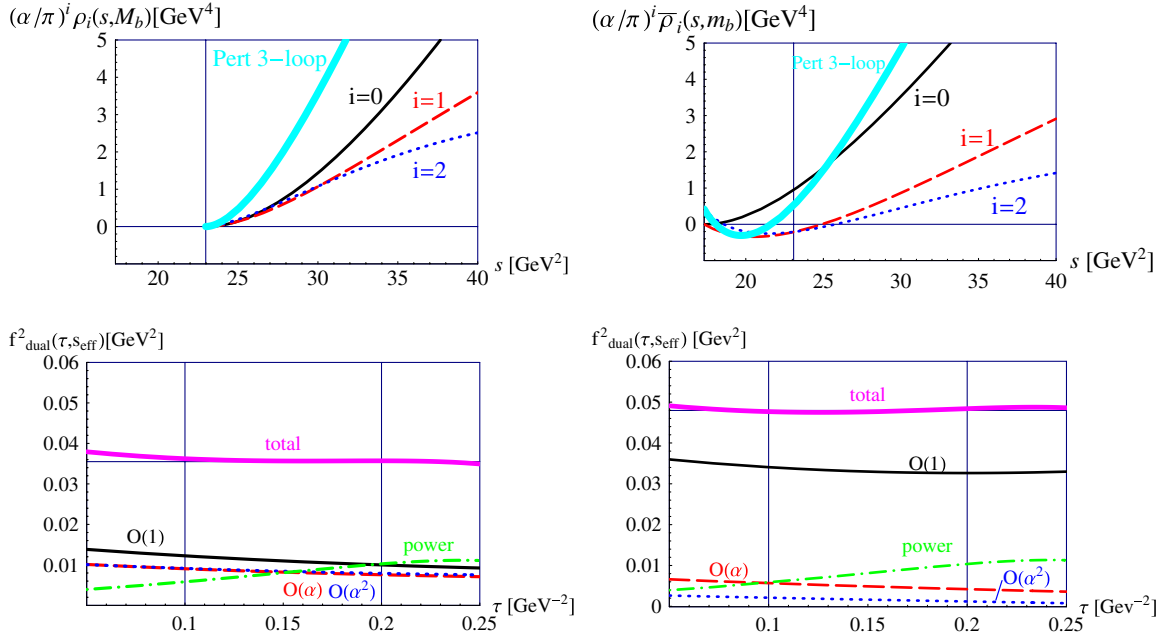 (α/π)^i ρ_i(s,M_b)[GeV^4]
5
4
3
2
1
0
Pert 3−loop
i=0
i=1
i=2
20 25 30 35 40
s [GeV^2]
(α/π)^i ρ̅_i(s,m_b)[GeV^4]
5
4
3
2
1
0
Pert 3−loop
i=0
i=1
i=2
20 25 30 35 40
s [GeV^2]
f^2_dual(τ,s_eff)[GeV^2]
0.06
0.05
0.04
0.03
0.02
0.01
total
O(1)
power
O(α) O(α^2)
0.1 0.15 0.2 0.25
τ [GeV^−2]
f^2_dual(τ,s_eff) [Gev^2]
0.06
0.05
0.04
0.03
0.02
0.01
0
total
O(1)
power
O(α)
O(α^2)
0.1 0.15 0.2 0.25
τ [Gev^−2]